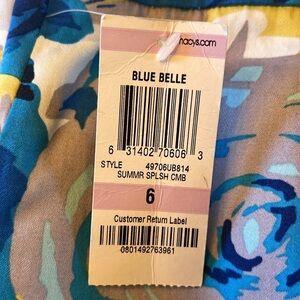 macys.com
BLUE BELLE
6 31402 70606 3
STYLE 49706UB814
SUMMR SPLSH CMB
6
Customer Return Label
0801492763961